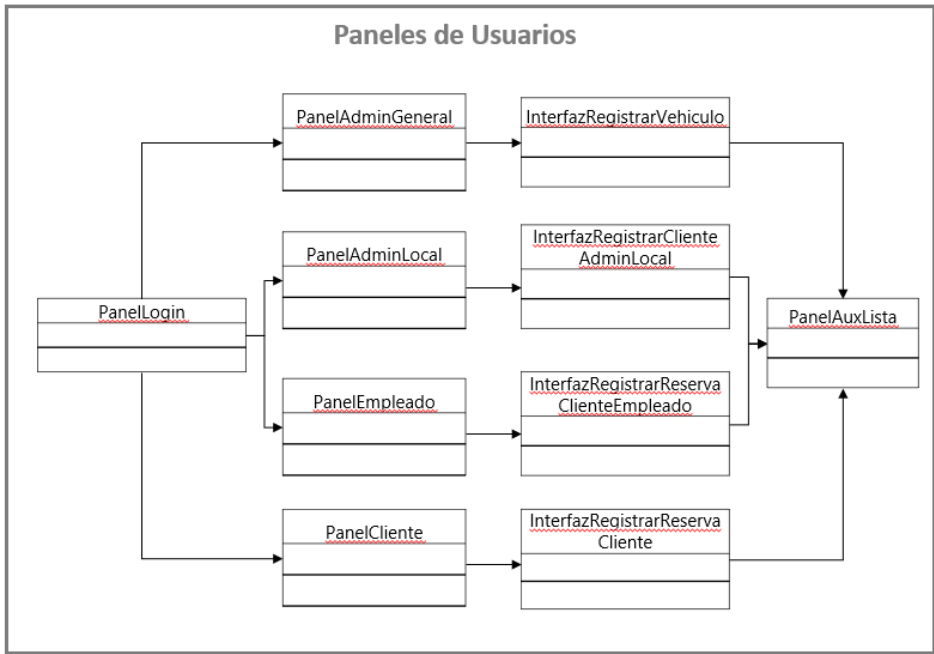 Paneles de Usuarios
PanelAdminGeneral
InterfazRegistrarVehiculo
PanelAdminLocal
InterfazRegistrarCliente
AdminLocal
PanelLogin
PanelAuxLista
PanelEmpleado
InterfazRegistrarReserva
ClienteEmpleado
PanelCliente
InterfazRegistrarReserva
Cliente